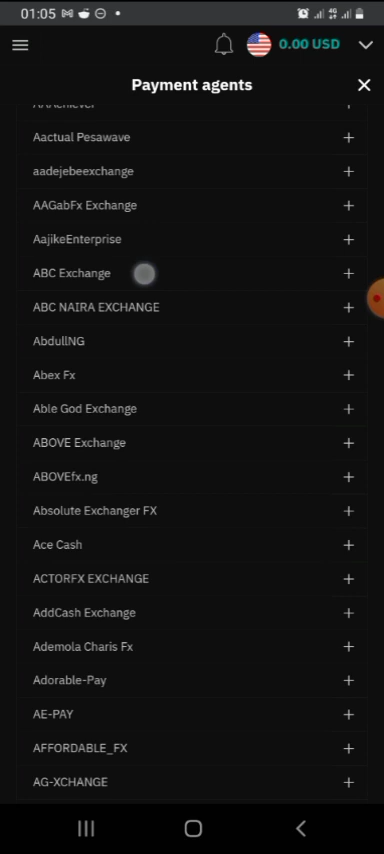 01:05
0.00 USD
Payment agents
Aactual Pesawave
aadejebeexchange
AAGabFx Exchange
AajikeEnterprise
ABC Exchange
ABC NAIRA EXCHANGE
AbdullNG
Abex Fx
Able God Exchange
ABOVE Exchange
ABOVEfx.ng
Absolute Exchanger FX
Ace Cash
ACTORFX EXCHANGE
AddCash Exchange
Ademola Charis Fx
Adorable-Pay
AE-PAY
AFFORDABLE_FX
AG-XCHANGE